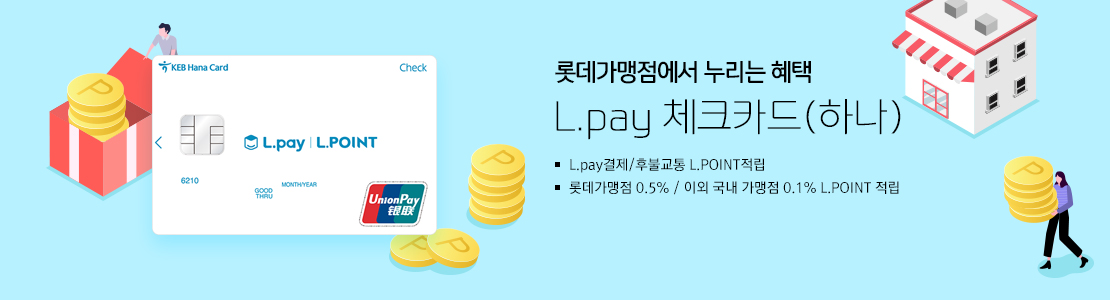 KEB Hana Card
Check
L.pay | L.POINT
6210
MONTH/YEAR
GOOD
THRU
UnionPay
银联
롯데가맹점에서 누리는 혜택
L.pay 체크카드(하나)
▪ L.pay결제/후불교통 L.POINT적립
▪ 롯데가맹점 0.5% / 이외 국내 가맹점 0.1% L.POINT 적립
P
P
P
P
P